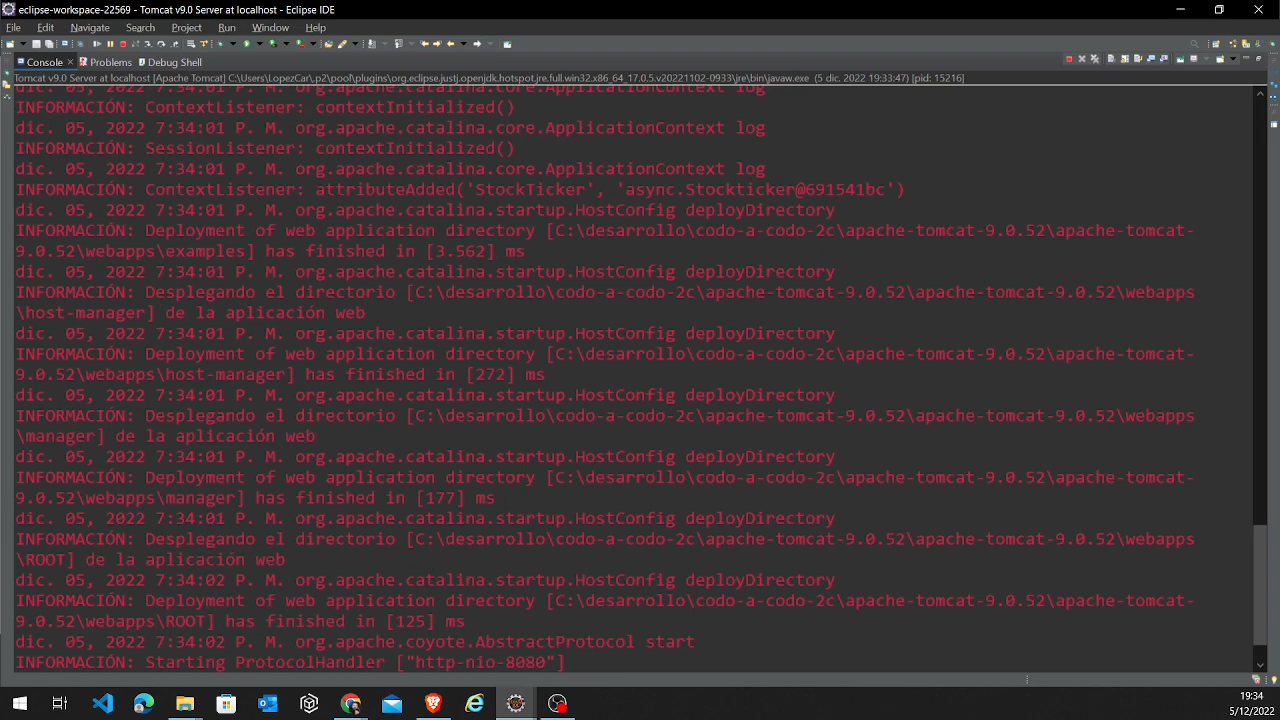 eclipse-workspace-22569 - Tomcat v9.0 Server at localhost - Eclipse IDE
File Edit Navigate Search Project Run Window Help
Console Problems Debug Shell
Tomcat v9.0 Server at localhost [Apache Tomcat] C:\Users\LopezCar\.p2\pool\plugins\org.eclipse.justj.openjdk.hotspot.jre.full.win32.x86_64_17.0.5.v20221102-0933\jre\bin\javaw.exe (5 dic. 2022 19:33:47) [pid: 15216]
dic. 05, 2022 7:34:01 P. M. org.apache.catalina.core.ApplicationContext log
INFORMACIÓN: ContextListener: contextInitialized()
dic. 05, 2022 7:34:01 P. M. org.apache.catalina.core.ApplicationContext log
INFORMACIÓN: SessionListener: contextInitialized()
dic. 05, 2022 7:34:01 P. M. org.apache.catalina.core.ApplicationContext log
INFORMACIÓN: ContextListener: attributeAdded('StockTicker', 'async.Stockticker@691541bc')
dic. 05, 2022 7:34:01 P. M. org.apache.catalina.startup.HostConfig deployDirectory
INFORMACIÓN: Deployment of web application directory [C:\desarrollo\codo-a-codo-2c\apache-tomcat-9.0.52\apache-tomcat-
9.0.52\webapps\examples] has finished in [3.562] ms
dic. 05, 2022 7:34:01 P. M. org.apache.catalina.startup.HostConfig deployDirectory
INFORMACIÓN: Desplegando el directorio [C:\desarrollo\codo-a-codo-2c\apache-tomcat-9.0.52\apache-tomcat-9.0.52\webapps
\host-manager] de la aplicación web
dic. 05, 2022 7:34:01 P. M. org.apache.catalina.startup.HostConfig deployDirectory
INFORMACIÓN: Deployment of web application directory [C:\desarrollo\codo-a-codo-2c\apache-tomcat-9.0.52\apache-tomcat-
9.0.52\webapps\host-manager] has finished in [272] ms
dic. 05, 2022 7:34:01 P. M. org.apache.catalina.startup.HostConfig deployDirectory
INFORMACIÓN: Desplegando el directorio [C:\desarrollo\codo-a-codo-2c\apache-tomcat-9.0.52\apache-tomcat-9.0.52\webapps
\manager] de la aplicación web
dic. 05, 2022 7:34:01 P. M. org.apache.catalina.startup.HostConfig deployDirectory
INFORMACIÓN: Deployment of web application directory [C:\desarrollo\codo-a-codo-2c\apache-tomcat-9.0.52\apache-tomcat-
9.0.52\webapps\manager] has finished in [177] ms
dic. 05, 2022 7:34:01 P. M. org.apache.catalina.startup.HostConfig deployDirectory
INFORMACIÓN: Desplegando el directorio [C:\desarrollo\codo-a-codo-2c\apache-tomcat-9.0.52\apache-tomcat-9.0.52\webapps
\ROOT] de la aplicación web
dic. 05, 2022 7:34:02 P. M. org.apache.catalina.startup.HostConfig deployDirectory
INFORMACIÓN: Deployment of web application directory [C:\desarrollo\codo-a-codo-2c\apache-tomcat-9.0.52\apache-tomcat-
9.0.52\webapps\ROOT] has finished in [125] ms
dic. 05, 2022 7:34:02 P. M. org.apache.coyote.AbstractProtocol start
INFORMACIÓN: Starting ProtocolHandler ["http-nio-8080"]
19:34
5/12/2022